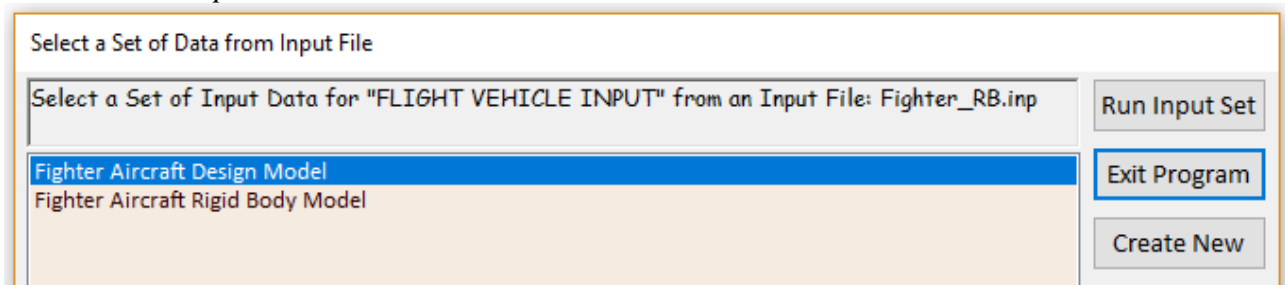 Select a Set of Data from Input File
Select a Set of Input Data for "FLIGHT VEHICLE INPUT" from an Input File: Fighter_RB.inp
Run Input Set
Fighter Aircraft Design Model
Exit Program
Fighter Aircraft Rigid Body Model
Create New